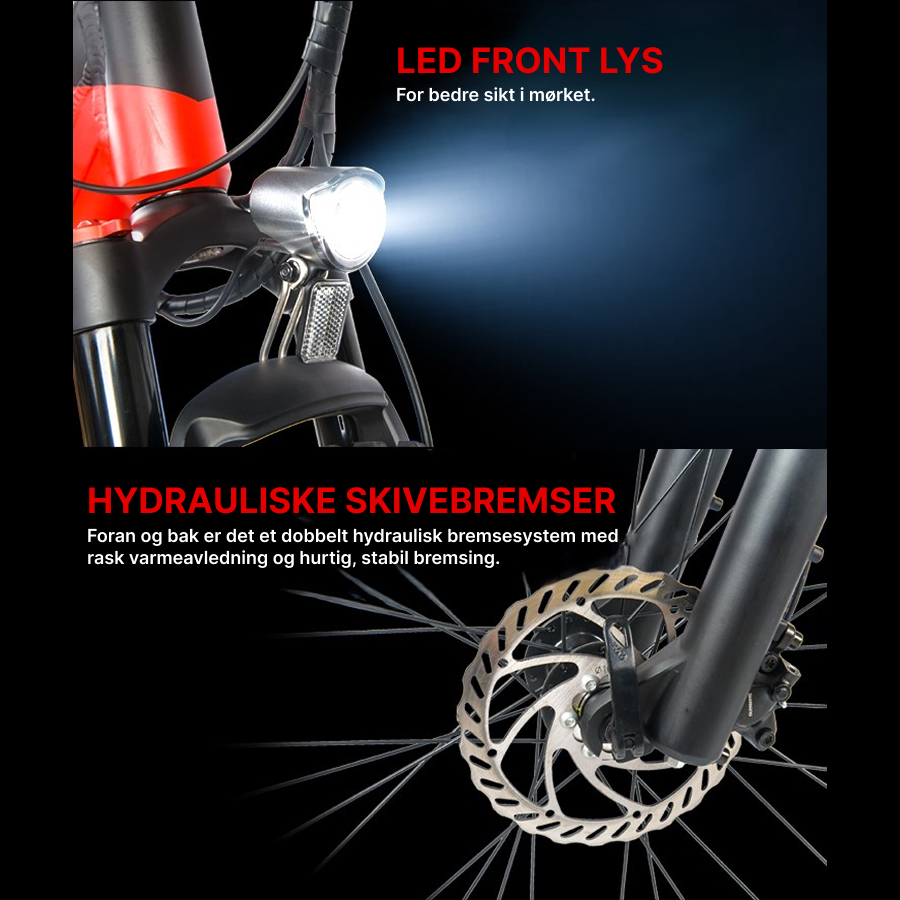 LED FRONT LYS
For bedre sikt i mørket.
HYDRAULISKE SKIVEBREMSER
Foran og bak er det et dobbelt hydraulisk bremsesystem med
rask varmeavledning og hurtig, stabil bremsing.